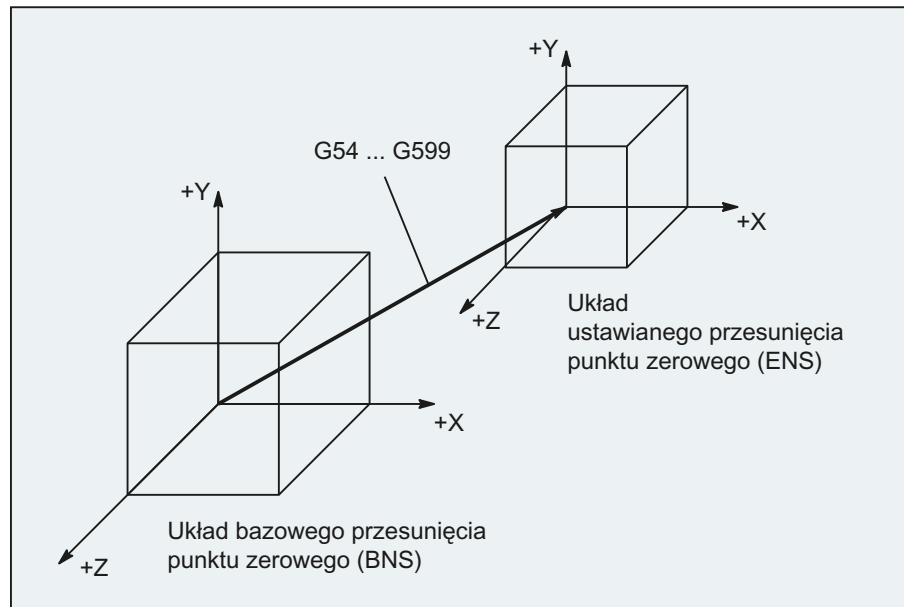 +Y
G54 ... G599
+Y
+X
+Z
Układ
ustawianego przesunięcia
punktu zerowego (ENS)
+X
Układ bazowego przesunięcia
punktu zerowego (BNS)
+Z